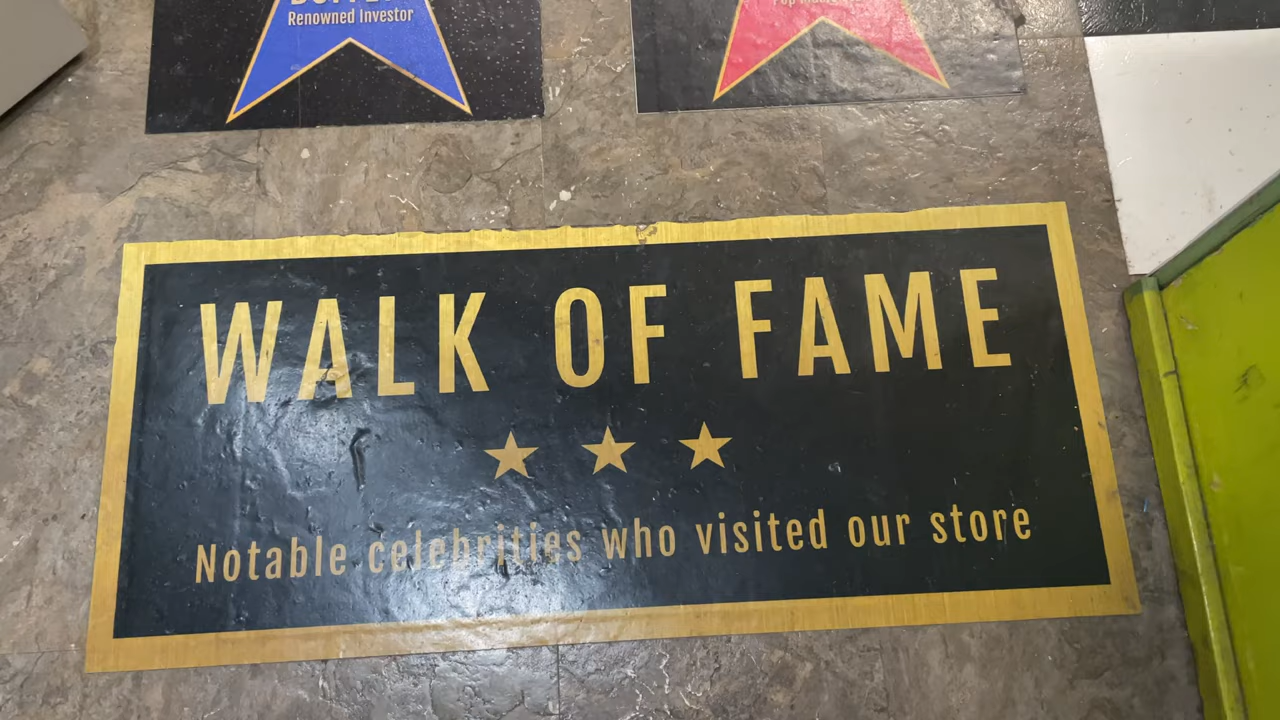 Renowned Investor
WALK OF FAME
Notable celebrities who visited our store